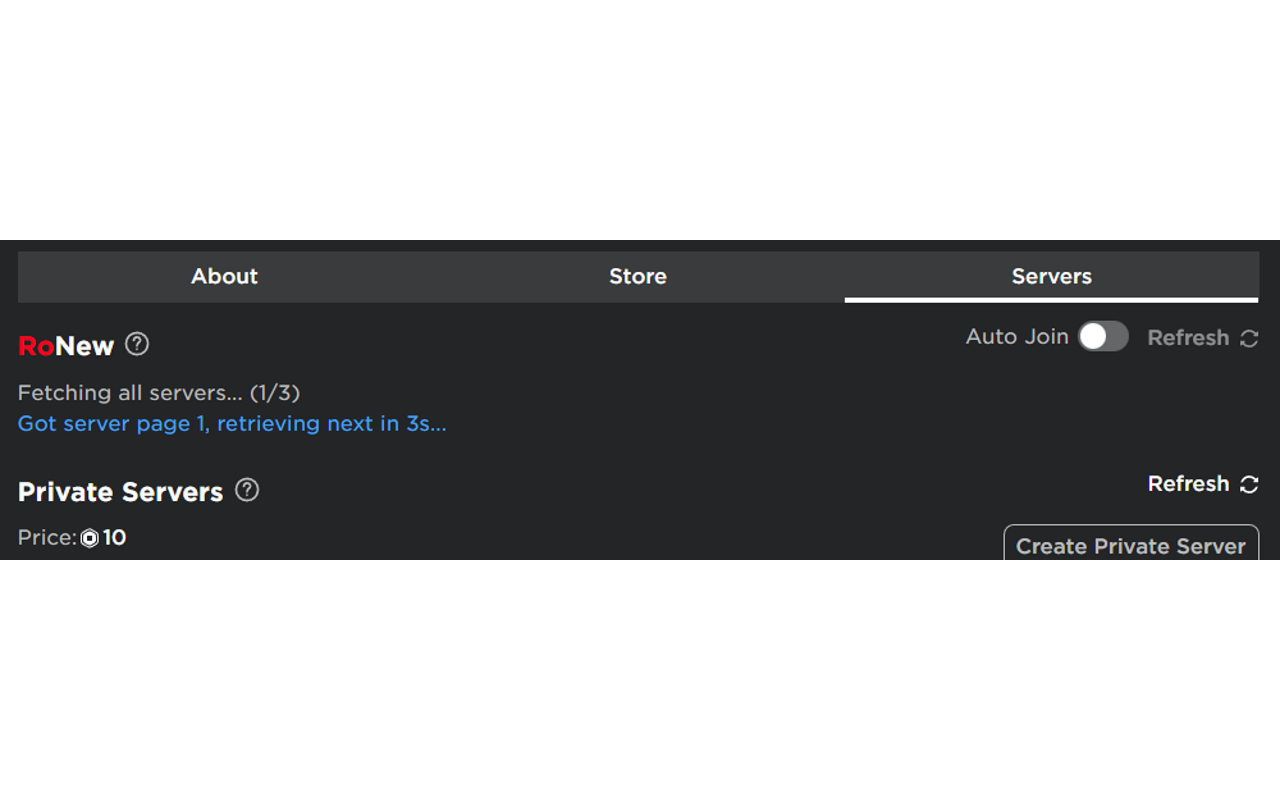 About Store Servers
RoNew Auto Join Refresh
Fetching all servers... (1/3)
Got server page 1, retrieving next in 3s...
Private Servers Refresh
Price: 10 Create Private Server